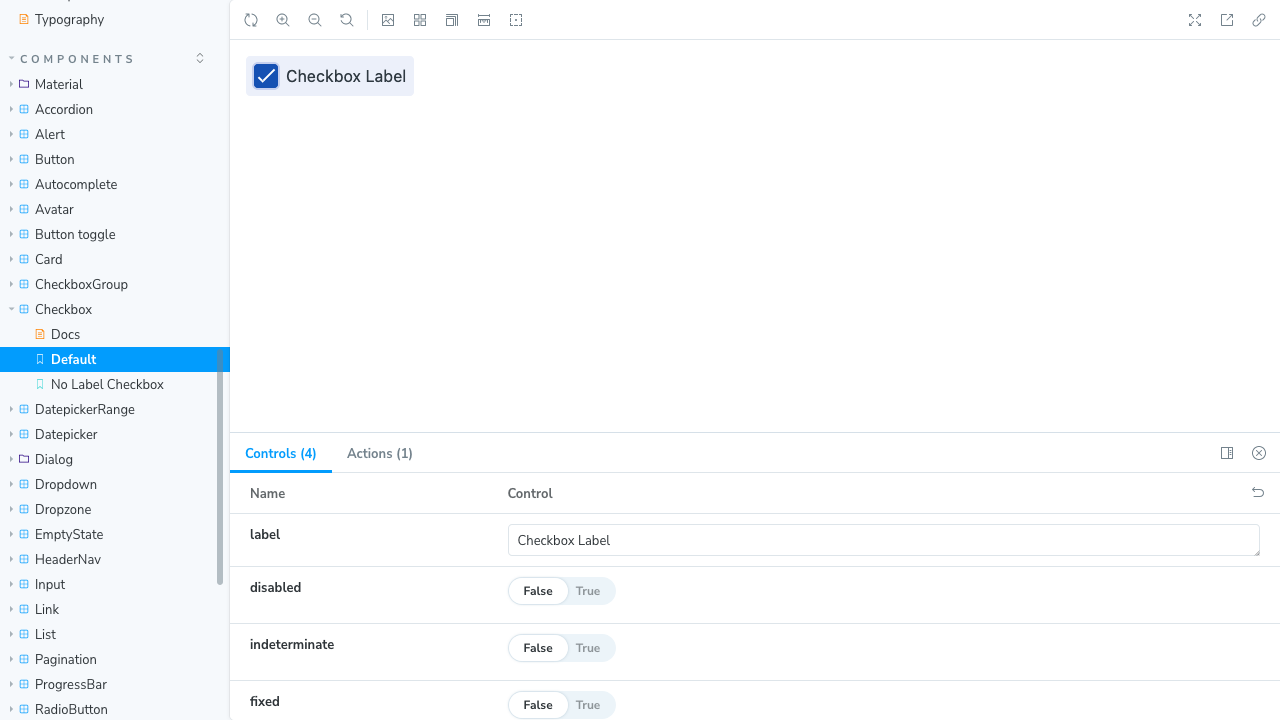 Typography
COMPONENTS
Material
Accordion
Alert
Button
Autocomplete
Avatar
Button toggle
Card
CheckboxGroup
Checkbox
Docs
Default
No Label Checkbox
DatepickerRange
Datepicker
Dialog
Dropdown
Dropzone
EmptyState
HeaderNav
Input
Link
List
Pagination
ProgressBar
RadioButton
Checkbox Label
Controls (4)
Actions (1)
Name
Control
label
Checkbox Label
disabled
False
True
indeterminate
False
True
fixed
False
True